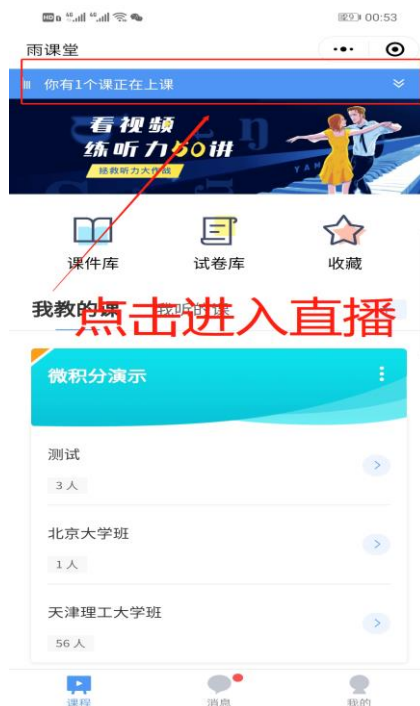 HD 00:53
雨课堂
你有1个课正在上课
看视频
练听力50讲
拯救听力大作战
课件库 试卷库 收藏
我教的课 我听的课
点击进入直播
微积分演示
测试
3人
北京大学班
1人
天津理工大学班
56人
课程 消息 我的